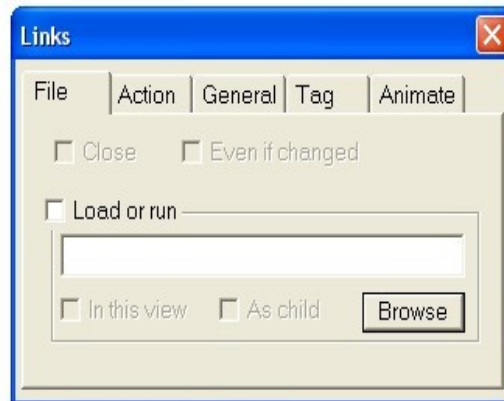 Links
File Action General Tag Animate
Close Even if changed
Load or run
In this view As child Browse